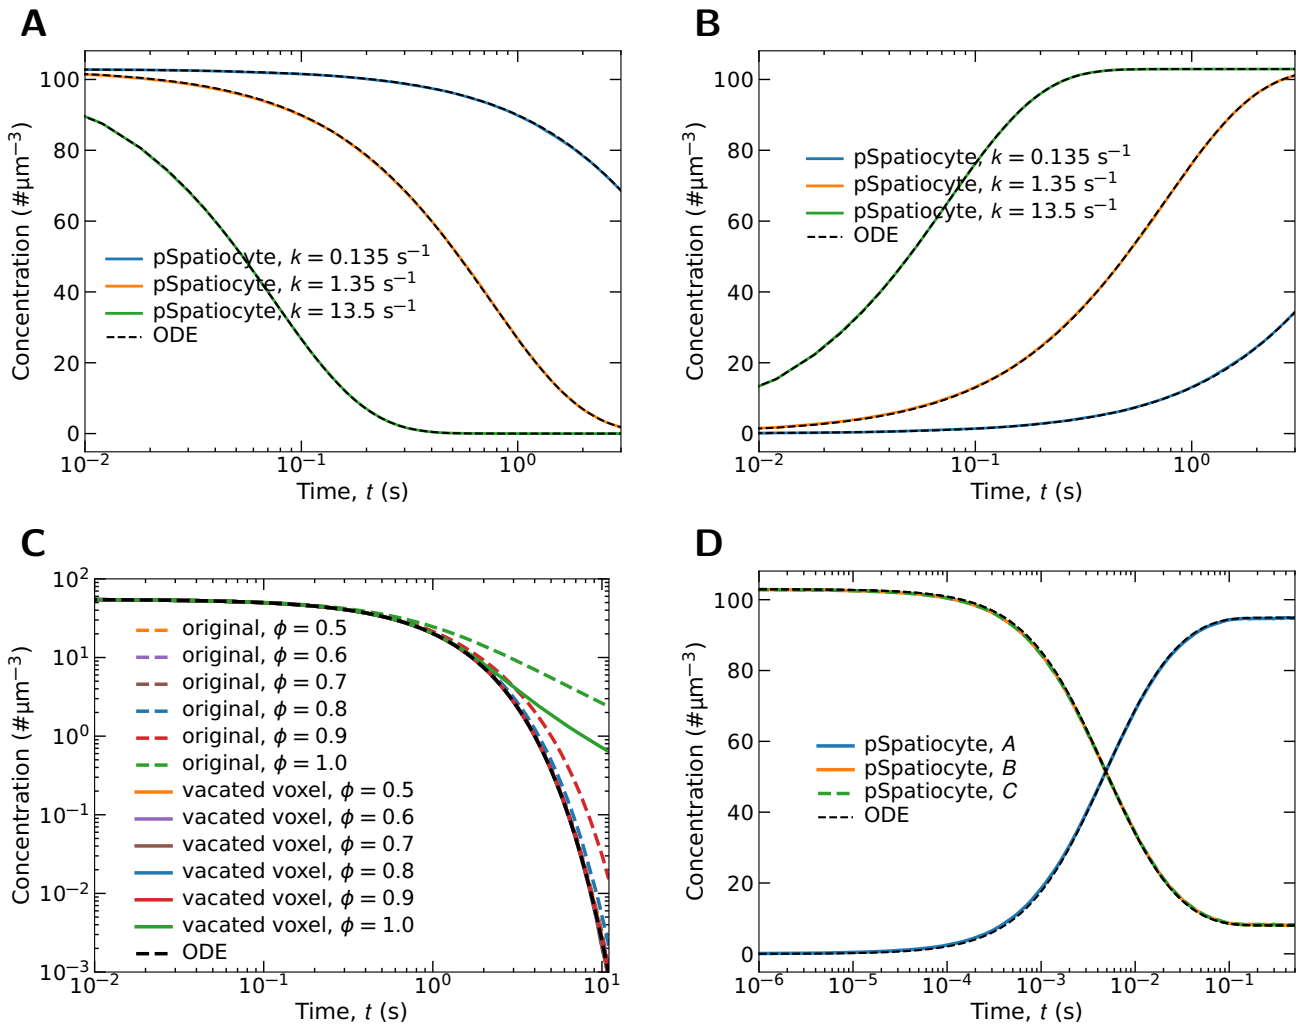 A
Concentration (#μm⁻³)
100
80
60
40
20
0
pSpatiocyte, k = 0.135 s⁻¹
pSpatiocyte, k = 1.35 s⁻¹
pSpatiocyte, k = 13.5 s⁻¹
ODE
10⁻² 10⁻¹ 10⁰
Time, t (s)
B
Concentration (#μm⁻³)
100
80
60
40
20
0
pSpatiocyte, k = 0.135 s⁻¹
pSpatiocyte, k = 1.35 s⁻¹
pSpatiocyte, k = 13.5 s⁻¹
ODE
10⁻² 10⁻¹ 10⁰
Time, t (s)
C
Concentration (#μm⁻³)
10²
10¹
10⁰
10⁻¹
10⁻²
10⁻³
original, ϕ = 0.5
original, ϕ = 0.6
original, ϕ = 0.7
original, ϕ = 0.8
original, ϕ = 0.9
original, ϕ = 1.0
vacated voxel, ϕ = 0.5
vacated voxel, ϕ = 0.6
vacated voxel, ϕ = 0.7
vacated voxel, ϕ = 0.8
vacated voxel, ϕ = 0.9
vacated voxel, ϕ = 1.0
ODE
10⁻² 10⁻¹ 10⁰ 10¹
Time, t (s)
D
Concentration (#μm⁻³)
100
80
60
40
20
0
pSpatiocyte, A
pSpatiocyte, B
pSpatiocyte, C
ODE
10⁻⁶ 10⁻⁵ 10⁻⁴ 10⁻³ 10⁻² 10⁻¹
Time, t (s)